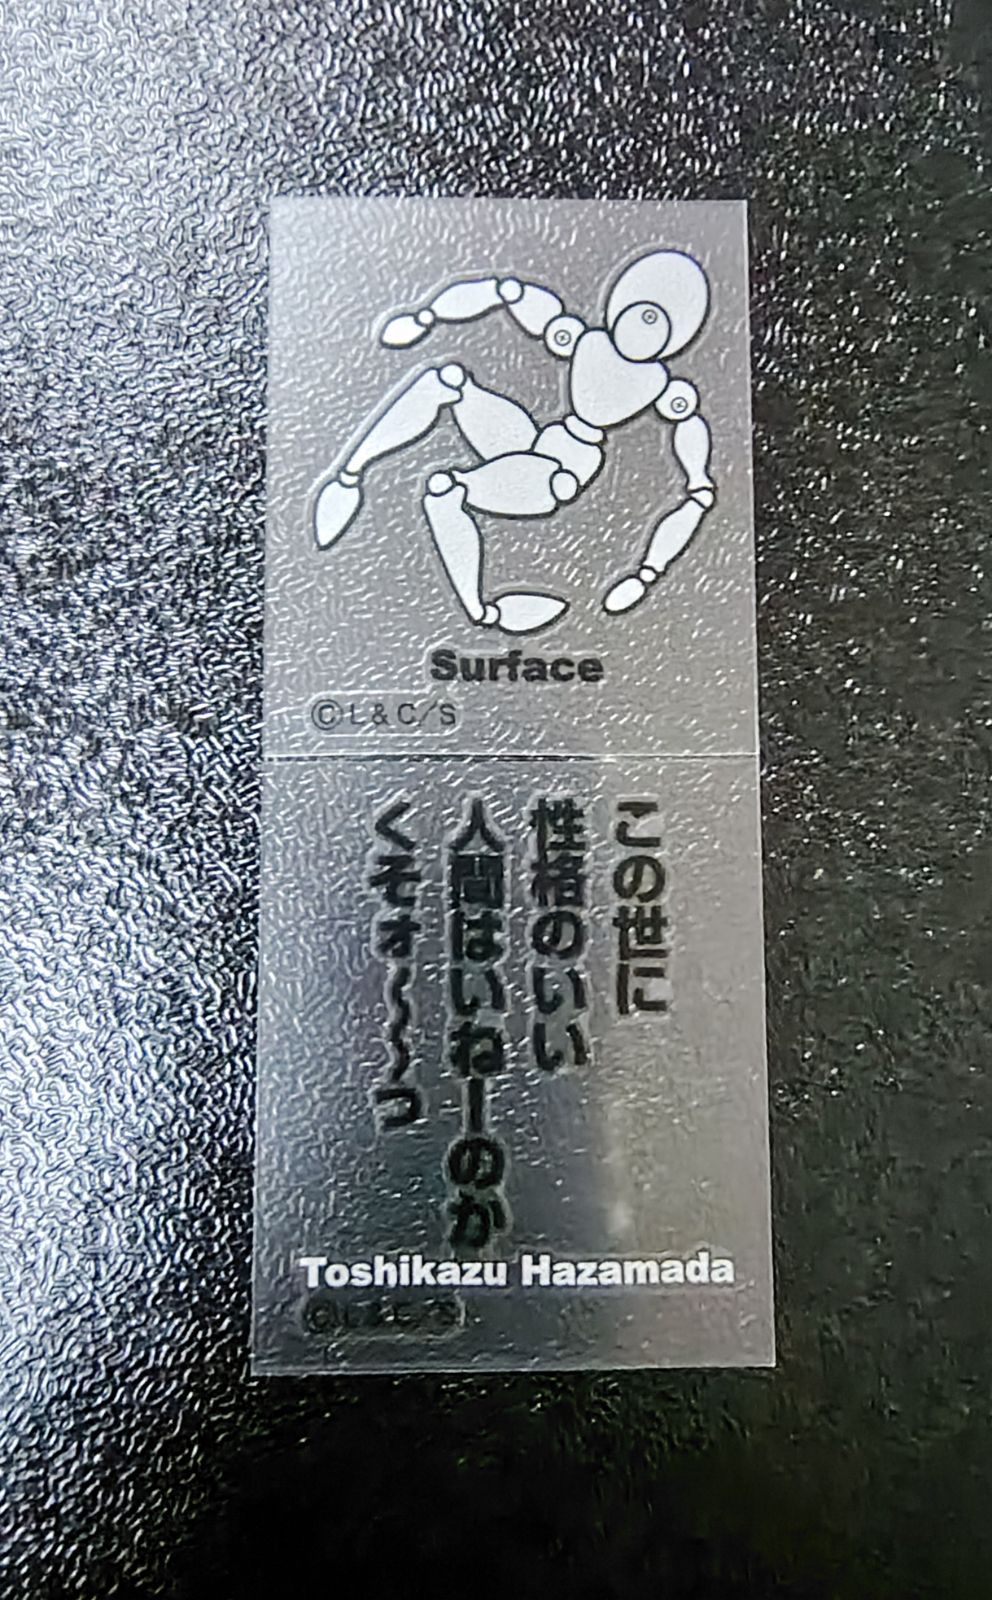 Surface
©L&C/S
この世に
性格のいい
人間はいねーのか
くそォ～～～っ
Toshikazu Hazamada
©L&C/S